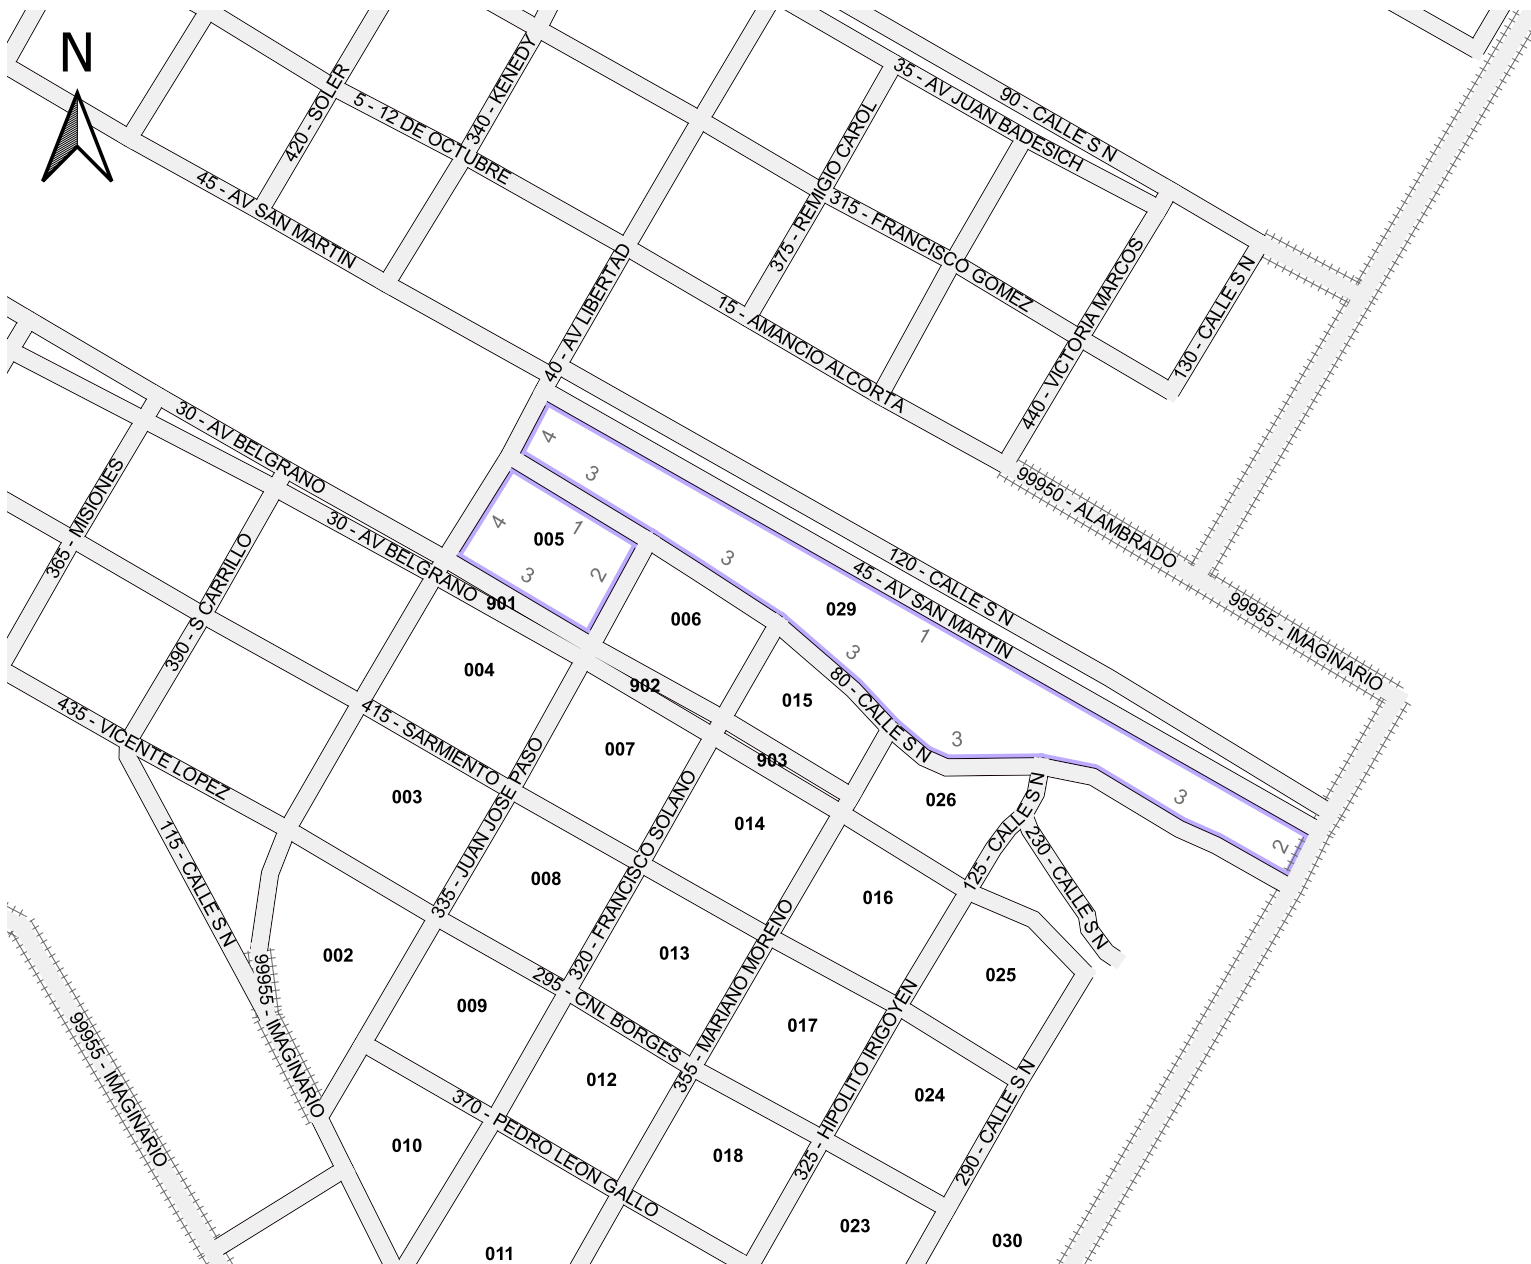 N
35 - AV JUAN BADESICH
90 - CALLE S N
420 - SOLER
340 - KENEDY
5 - 12 DE OCTUBRE
375 - REMIGIO CAROL
45 - AV SAN MARTIN
315 - FRANCISCO GOMEZ
40 - AV LIBERTAD
440 - VICTORIA MARCOS
130 - CALLE S N
15 - AMANCIO ALCORTA
30 - AV BELGRANO
365 - MISIONES
4
3
99950 - ALAMBRADO
30 - AV BELGRANO
4
1
005
3
2
3
120 - CALLE S N
45 - AV SAN MARTIN
390 - S CARRILLO
901
006
029
1
99955 - IMAGINARIO
3
004
902
015
80 - CALLE S N
435 - VICENTE LOPEZ
415 - SARMIENTO
007
903
3
003
014
026
3
335 - JUAN JOSE PASO
320 - FRANCISCO SOLANO
125 - CALLE S N
230 - CALLE S N
2
115 - CALLE S N
008
016
002
013
025
99955 - IMAGINARIO
295 - CNL BORGES
355 - MARIANO MORENO
009
017
325 - HIPOLITO IRIGOYEN
99955 - IMAGINARIO
012
024
290 - CALLE S N
370 - PEDRO LEON GALLO
010
018
023
030
011